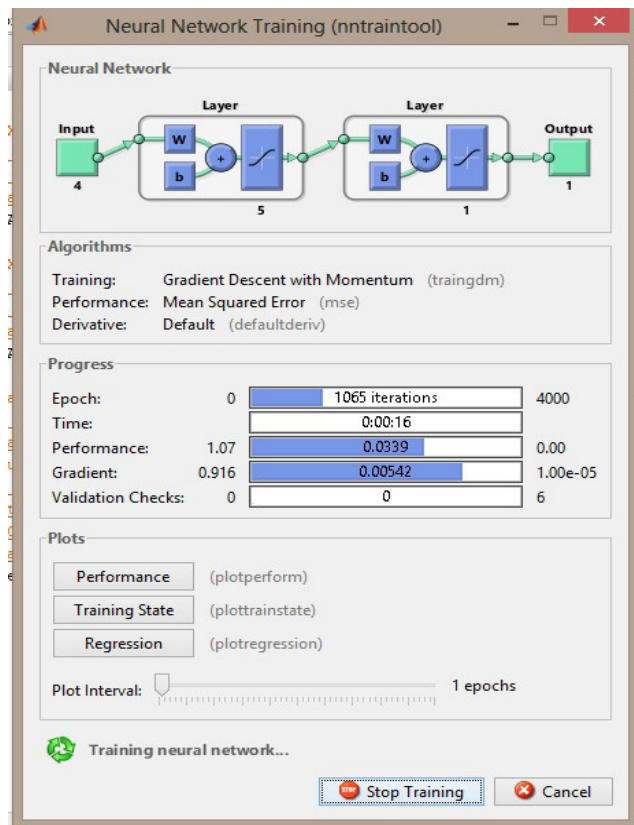 Neural Network Training (nntraintool)
Neural Network
Layer Layer
Input Output
W W
b + b +
4 5 1 1
Algorithms
Training: Gradient Descent with Momentum (traingdm)
Performance: Mean Squared Error (mse)
Derivative: Default (defaultderiv)
Progress
Epoch: 0 1065 iterations 4000
Time: 0:00:16
Performance: 1.07 0.0339 0.00
Gradient: 0.916 0.00542 1.00e-05
Validation Checks: 0 0 6
Plots
Performance (plotperform)
Training State (plottrainstate)
Regression (plotregression)
Plot Interval: 1 epochs
Training neural network...
STOP Stop Training Cancel